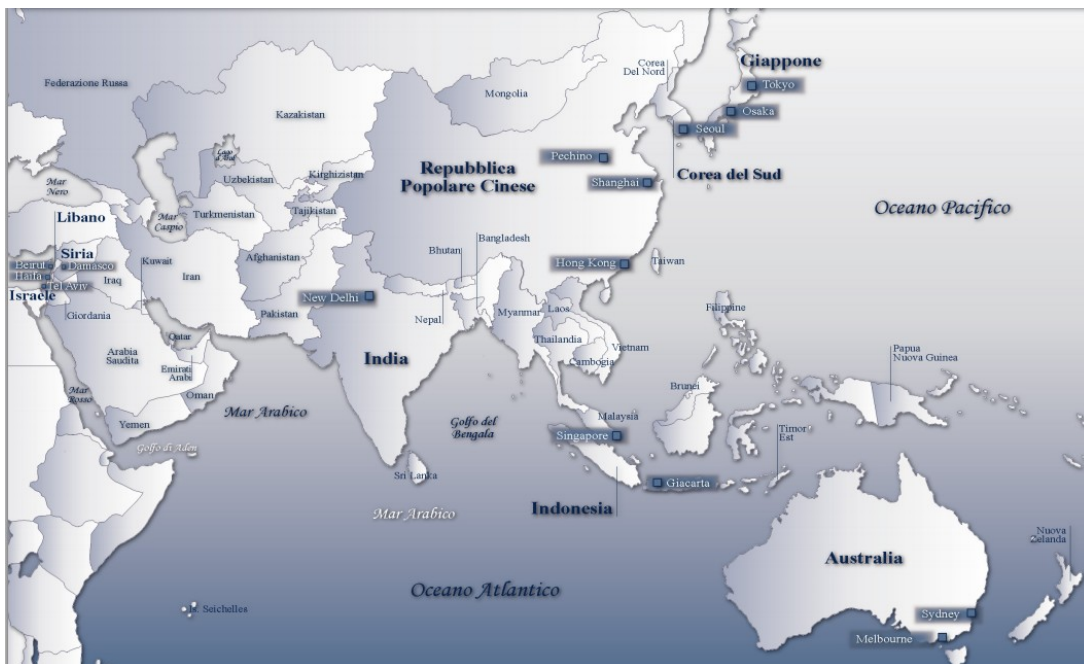 Federazione Russa
Kazakistan
Mongolia
Corea
Del Nord
Giappone
Tokyo
Osaka
Seoul
Corea del Sud
Pechino
Shanghai
Repubblica
Popolare Cinese
Mar
Nero
Mar
Caspio
Uzbekistan
Kirghizistan
Turkmenistan
Tajikistan
Oceano Pacifico
Libano
Siria
Beirut
Damasco
Haifa
Tel Aviv
Israele
Giordania
Iraq
Kuwait
Iran
Afghanistan
Pakistan
New Delhi
Bhutan
Bangladesh
Nepal
Hong Kong
Taiwan
Myanmar
Laos
Thailandia
Vietnam
Cambogia
Filippine
India
Arabia
Saudita
Qatar
Emirati
Arabi
Oman
Yemen
Mar
Rosso
Golfo di Aden
Mar Arabico
Golfo del
Bengala
Sri Lanka
Mar Arabico
Brunei
Malaysia
Singapore
Giacarta
Indonesia
Timor
Est
Papua
Nuova Guinea
Australia
Sydney
Melbourne
Nuova
Zelanda
Oceano Atlantico
Is. Seichelles